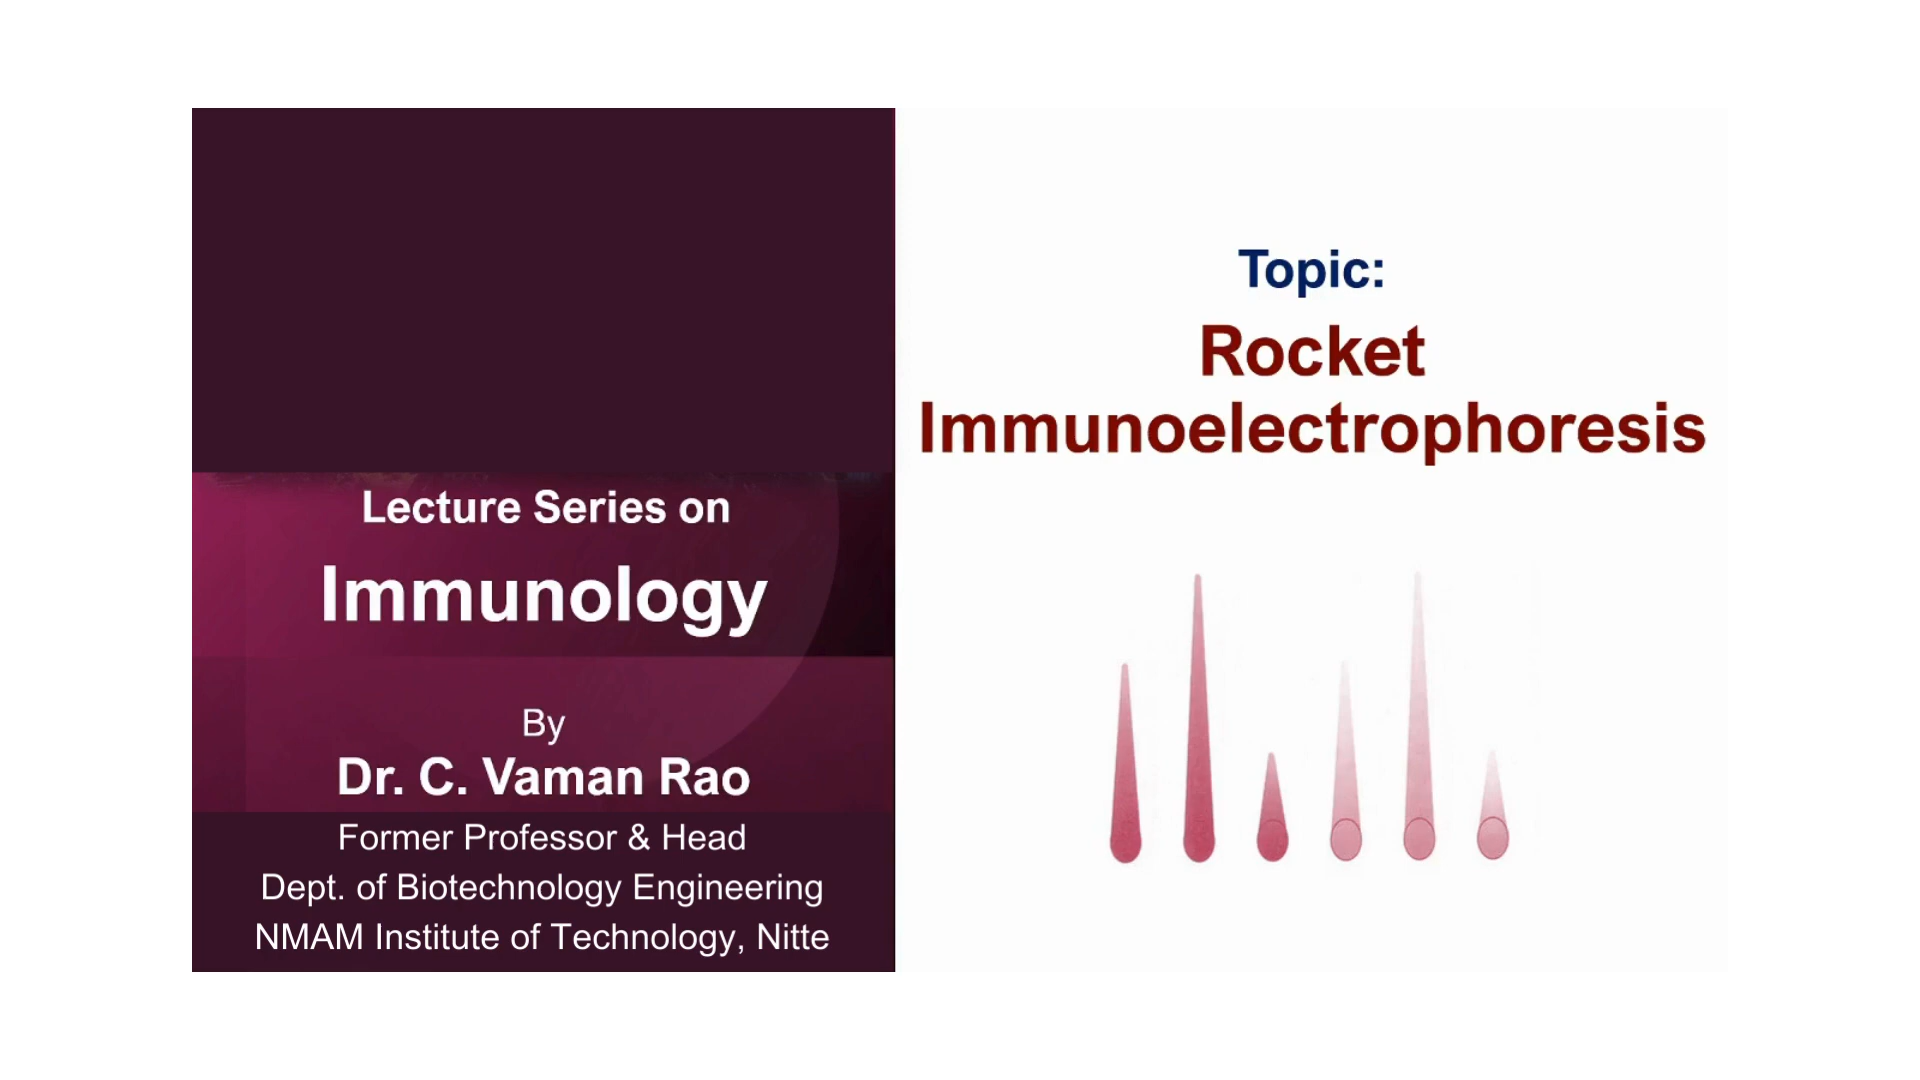 Lecture Series on
Immunology
By
Dr. C. Vaman Rao
Former Professor & Head
Dept. of Biotechnology Engineering
NMAM Institute of Technology, Nitte
Topic:
Rocket
Immunoelectrophoresis